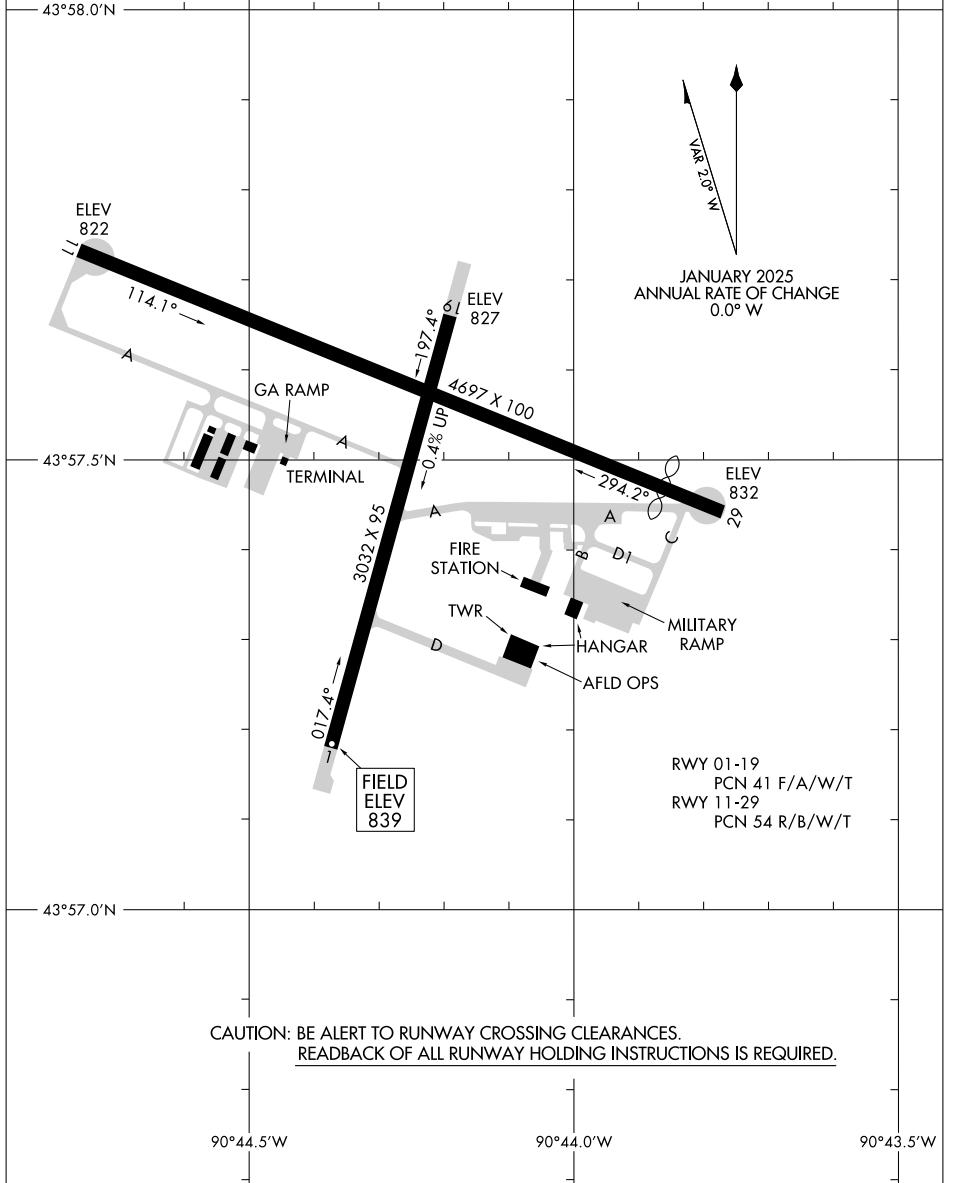 43°58.0'N
VAR 2.0° W
JANUARY 2025
ANNUAL RATE OF CHANGE
0.0° W
ELEV
822
11
114.1°
19
ELEV
827
197.4°
A
GA RAMP
4697 X 100
A
0.4% UP
TERMINAL
43°57.5'N
294.2°
ELEV
832
29
A
A
C
3032 X 95
FIRE
STATION
B
D1
TWR
MILITARY
RAMP
D
HANGAR
AFLD OPS
017.4°
1
FIELD
ELEV
839
RWY 01-19
PCN 41 F/A/W/T
RWY 11-29
PCN 54 R/B/W/T
43°57.0'N
CAUTION: BE ALERT TO RUNWAY CROSSING CLEARANCES.
READBACK OF ALL RUNWAY HOLDING INSTRUCTIONS IS REQUIRED.
90°44.5'W
90°44.0'W
90°43.5'W